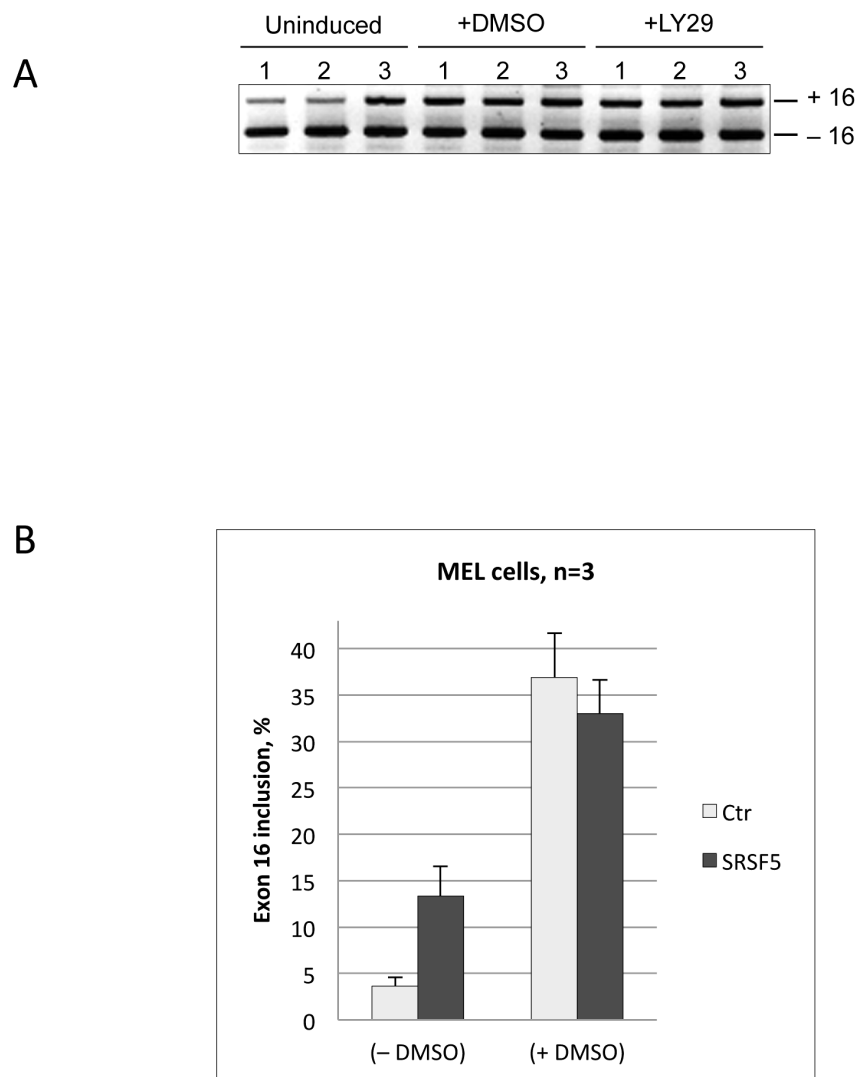 A
Uninduced +DMSO +LY29
1 2 3 1 2 3 1 2 3
+ 16
– 16
B
MEL cells, n=3
Exon 16 inclusion, %
40
35
30
25
20
15
10
5
0
(– DMSO) (+ DMSO)
Ctr
SRSF5